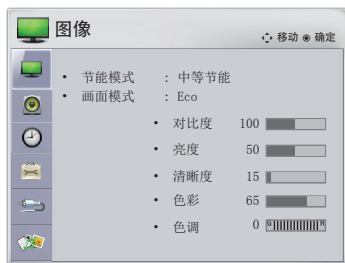 图像
移动 确定
• 节能模式 : 中等节能
• 画面模式 : Eco
• 对比度 100
• 亮度 50
• 清晰度 15
• 色彩 65
• 色调 0 G R